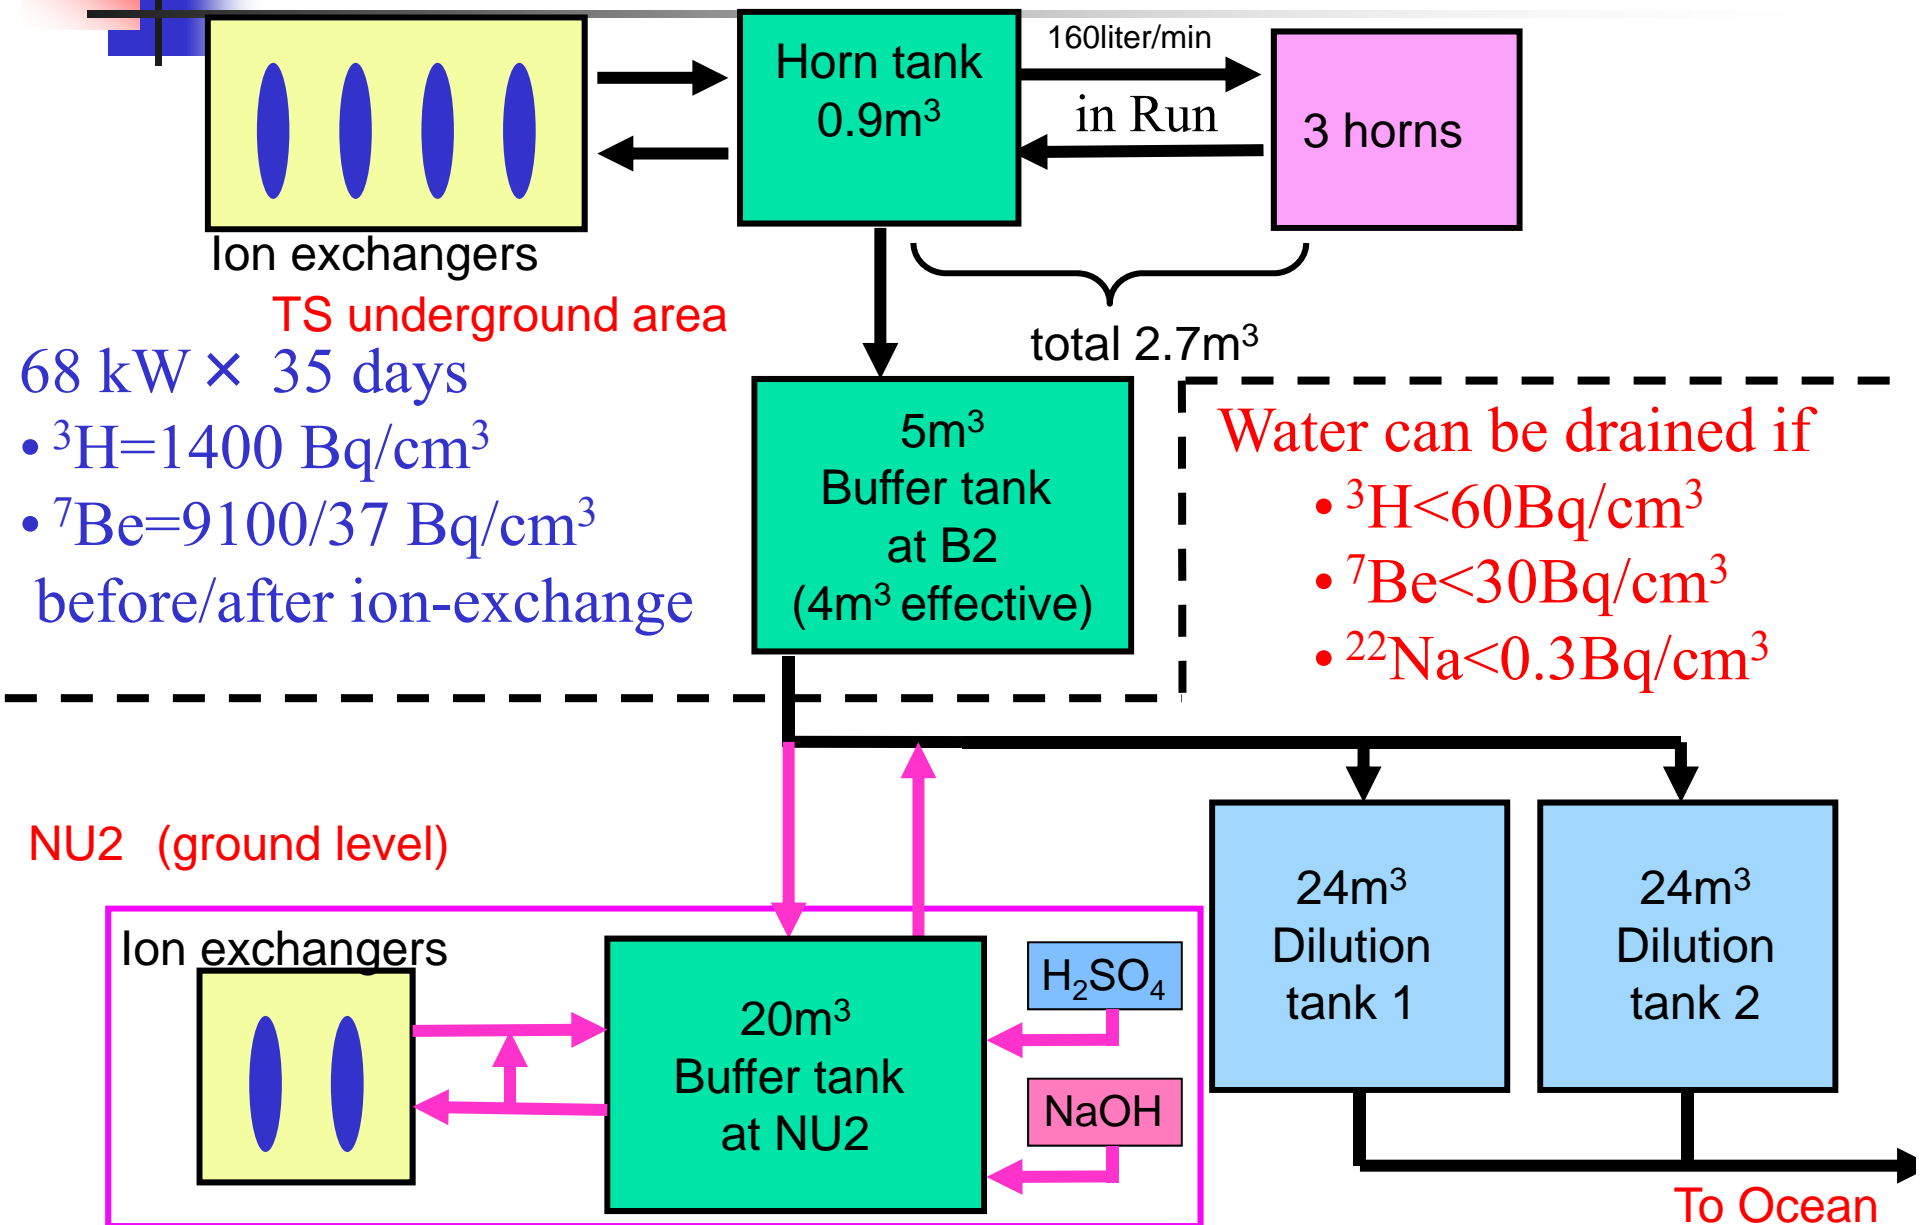 Horn tank
0.9m³
160liter/min
in Run
3 horns
Ion exchangers
TS underground area
total 2.7m³
68 kW × 35 days
• ³H=1400 Bq/cm³
• ⁷Be=9100/37 Bq/cm³
before/after ion-exchange
5m³
Buffer tank
at B2
(4m³ effective)
Water can be drained if
• ³H<60Bq/cm³
• ⁷Be<30Bq/cm³
• ²²Na<0.3Bq/cm³
NU2 (ground level)
Ion exchangers
20m³
Buffer tank
at NU2
H₂SO₄
NaOH
24m³
Dilution
tank 1
24m³
Dilution
tank 2
To Ocean